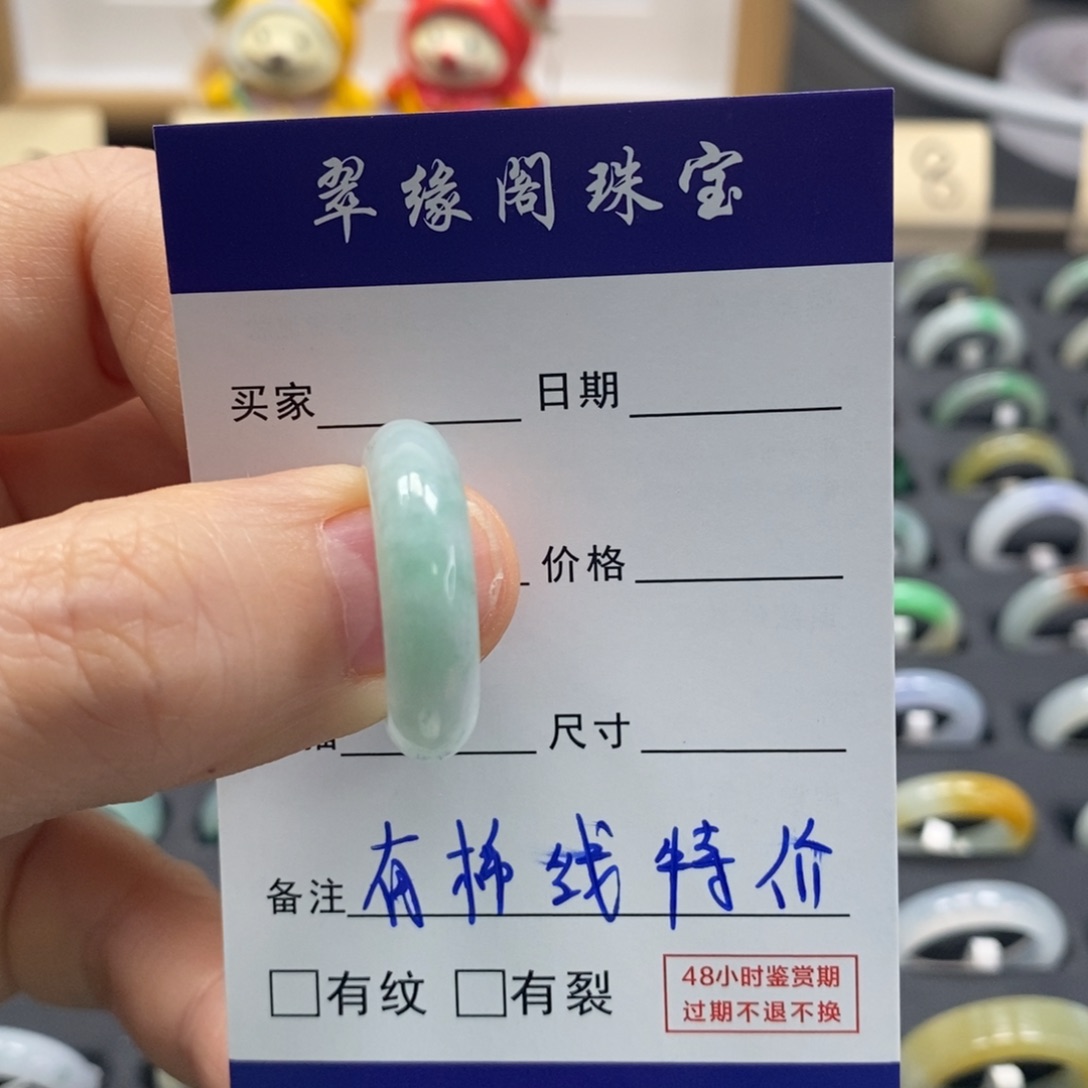 翠缘阁珠宝
买家 日期
价格
尺寸
备注 有棉线特价
有纹 有裂
48小时鉴赏期
过期不退不换